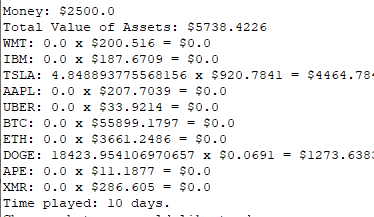 Money: $2500.0
Total Value of Assets: $5738.4226
WMT: 0.0 x $200.516 = $0.0
IBM: 0.0 x $187.6709 = $0.0
TSLA: 4.848893775568156 x $920.7841 = $4464.784
AAPL: 0.0 x $207.7039 = $0.0
UBER: 0.0 x $33.9214 = $0.0
BTC: 0.0 x $55899.1797 = $0.0
ETH: 0.0 x $3661.2486 = $0.0
DOGE: 18423.954106970657 x $0.0691 = $1273.638
APE: 0.0 x $11.1877 = $0.0
XMR: 0.0 x $286.605 = $0.0
Time played: 10 days.